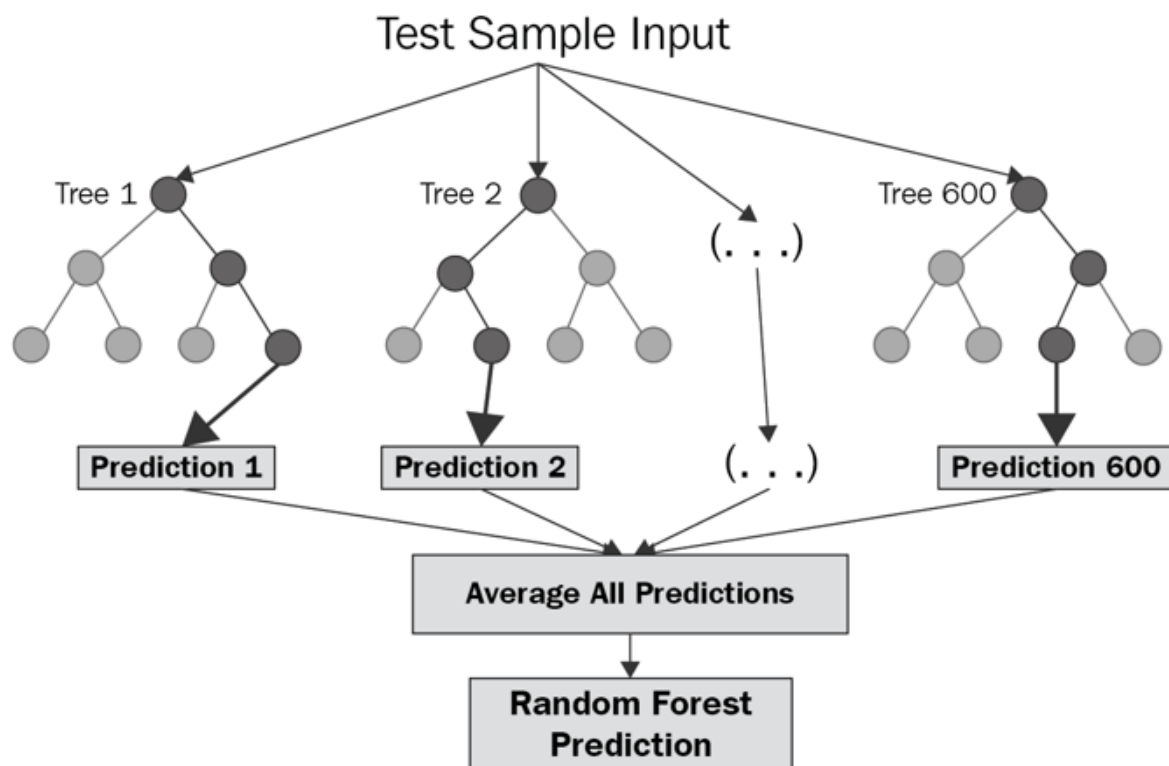 Test Sample Input
Tree 1
Tree 2
Tree 600
(. . .)
(. . .)
Prediction 1
Prediction 2
Prediction 600
Average All Predictions
Random Forest
Prediction